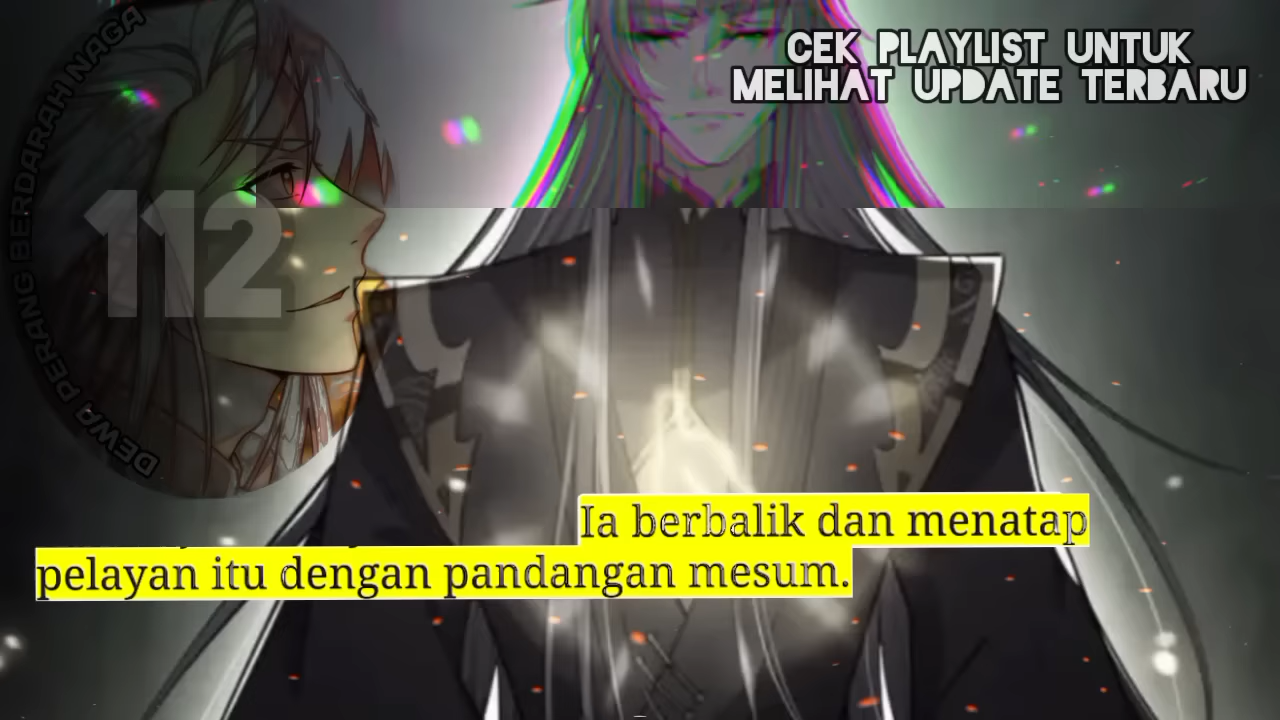 CEK PLAYLIST UNTUK
MELIHAT UPDATE TERBARU
DEWA PERANG BERDARAH NAGA
112
Ia berbalik dan menatap
pelayan itu dengan pandangan mesum.